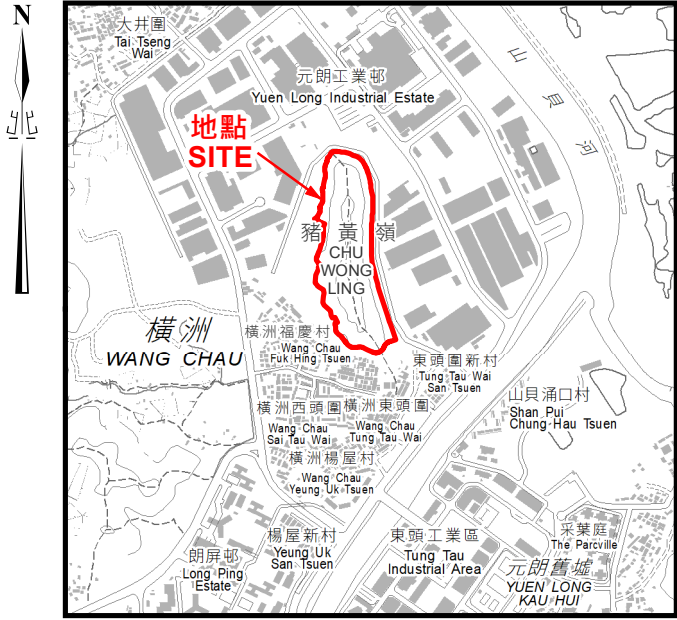 N
北
大井圍
Tai Tseng
Wai
元朗工業邨
Yuen Long Industrial Estate
山貝河
地點
SITE
豬黃嶺
CHU
WONG
LING
橫洲
WANG CHAU
橫洲福慶村
Wang Chau
Fuk Hing Tsuen
東頭圍新村
Tung Tau Wai
San Tsuen
山貝涌口村
Shan Pui
Chung Hau Tsuen
橫洲西頭圍
Wang Chau
Sai Tau Wai
橫洲東頭圍
Wang Chau
Tung Tau Wai
橫洲楊屋村
Wang Chau
Yeung Uk Tsuen
楊屋新村
Yeung Uk
San Tsuen
朗屏邨
Long Ping
Estate
東頭工業區
Tung Tau
Industrial Area
采葉庭
The Parcville
元朗舊墟
YUEN LONG
KAU HUI